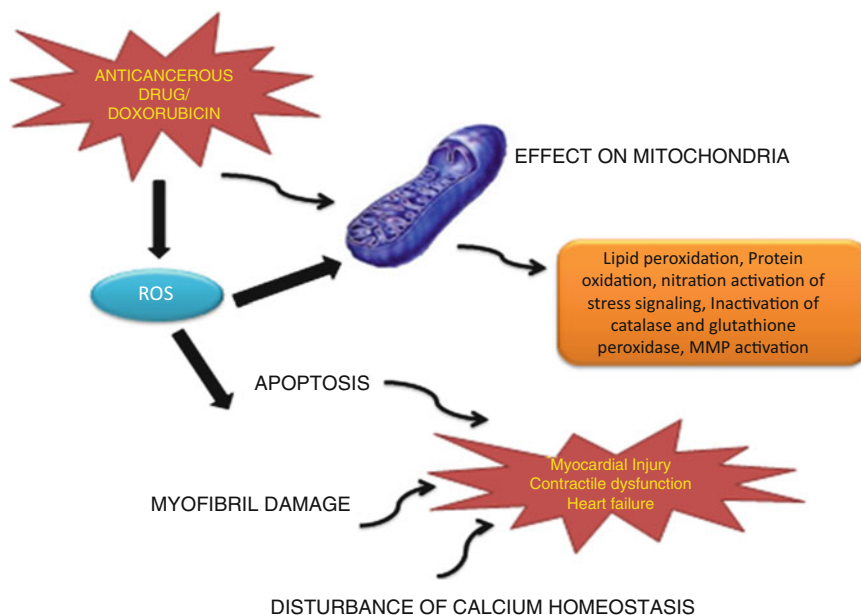 ANTICANCEROUS
DRUG/
DOXORUBICIN
EFFECT ON MITOCHONDRIA
ROS
Lipid peroxidation, Protein
oxidation, nitration activation of
stress signaling, Inactivation of
catalase and glutathione
peroxidase, MMP activation
APOPTOSIS
Myocardial Injury
Contractile dysfunction
Heart failure
MYOFIBRIL DAMAGE
DISTURBANCE OF CALCIUM HOMEOSTASIS